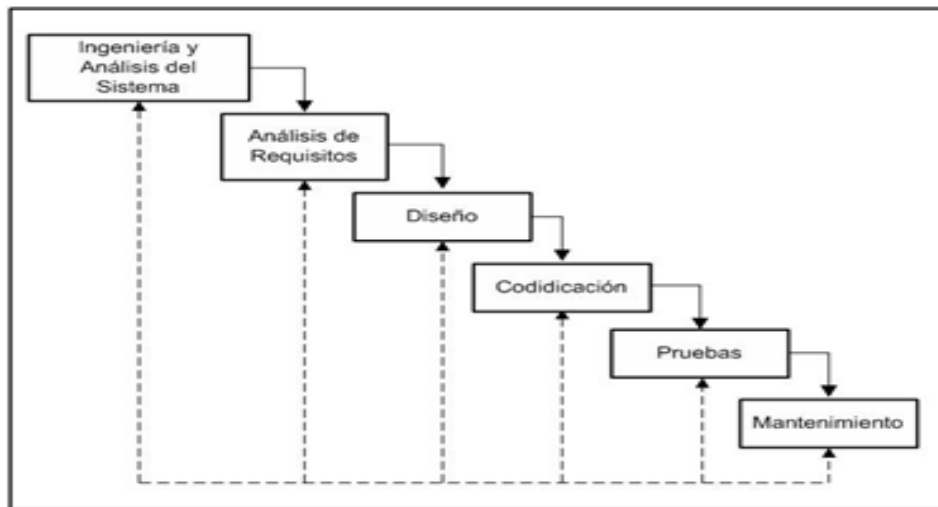 Ingeniería y
Análisis del
Sistema
Análisis de
Requisitos
Diseño
Codidicación
Pruebas
Mantenimiento